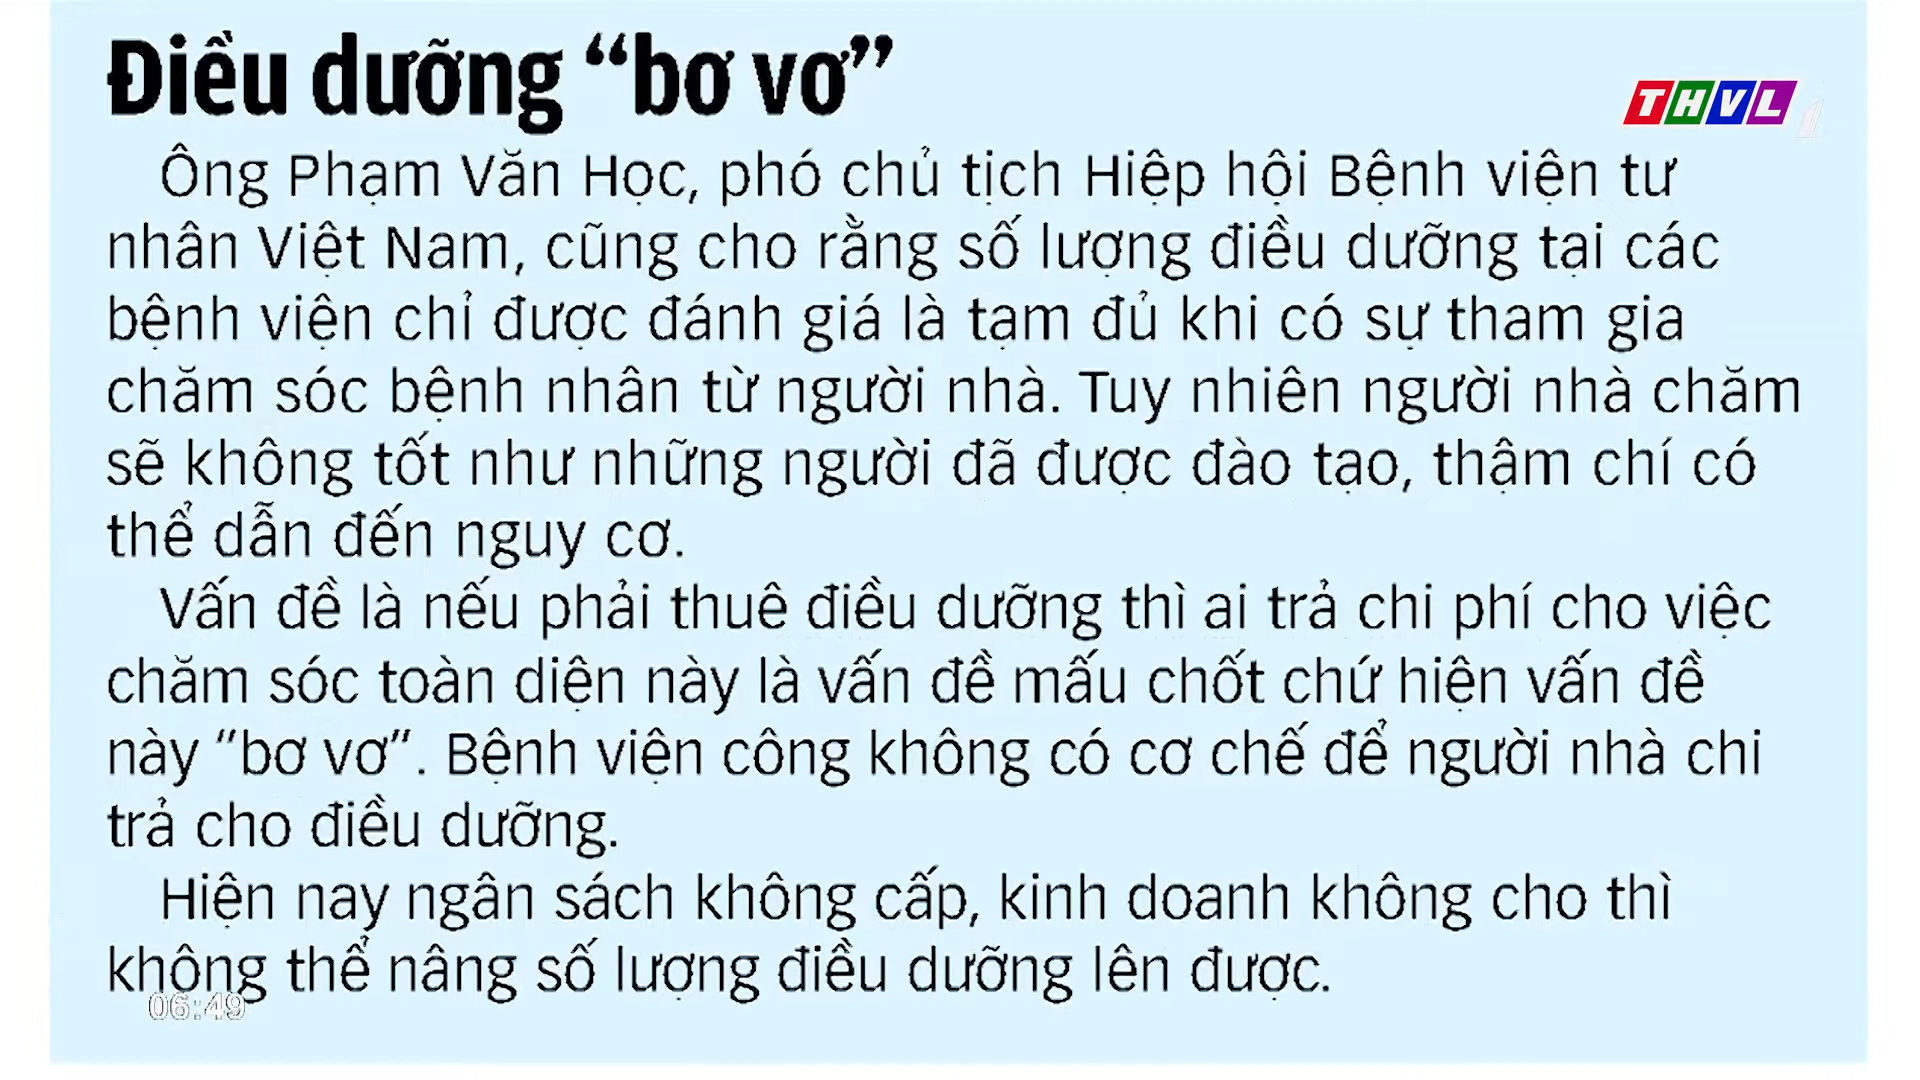 Điều dưỡng “bơ vơ”
THVL 1
Ông Phạm Văn Học, phó chủ tịch Hiệp hội Bệnh viện tư
nhân Việt Nam, cũng cho rằng số lượng điều dưỡng tại các
bệnh viện chỉ được đánh giá là tạm đủ khi có sự tham gia
chăm sóc bệnh nhân từ người nhà. Tuy nhiên người nhà chăm
sẽ không tốt như những người đã được đào tạo, thậm chí có
thể dẫn đến nguy cơ.
Vấn đề là nếu phải thuê điều dưỡng thì ai trả chi phí cho việc
chăm sóc toàn diện này là vấn đề mấu chốt chứ hiện vấn đề
này “bơ vơ”. Bệnh viện công không có cơ chế để người nhà chi
trả cho điều dưỡng.
Hiện nay ngân sách không cấp, kinh doanh không cho thì
không thể nâng số lượng điều dưỡng lên được.
06:49